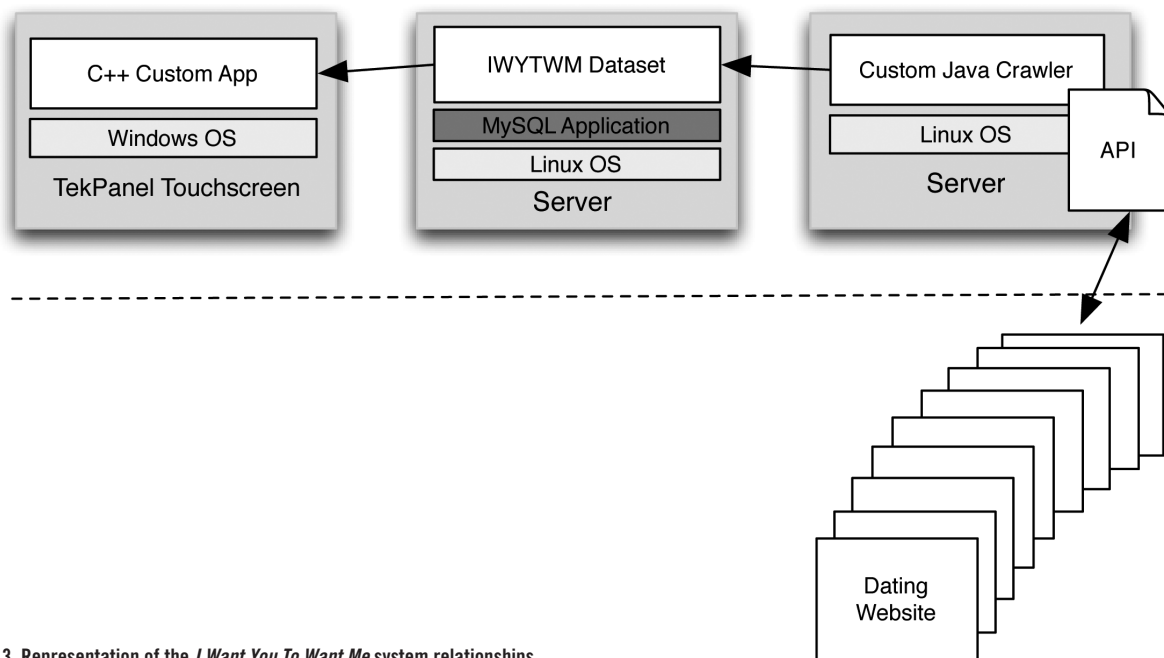 C++ Custom App
Windows OS
TekPanel Touchscreen
IWYTWM Dataset
MySQL Application
Linux OS
Server
Custom Java Crawler
Linux OS
Server
API
Dating
Website
3. Representation of the I Want You To Want Me system relationships